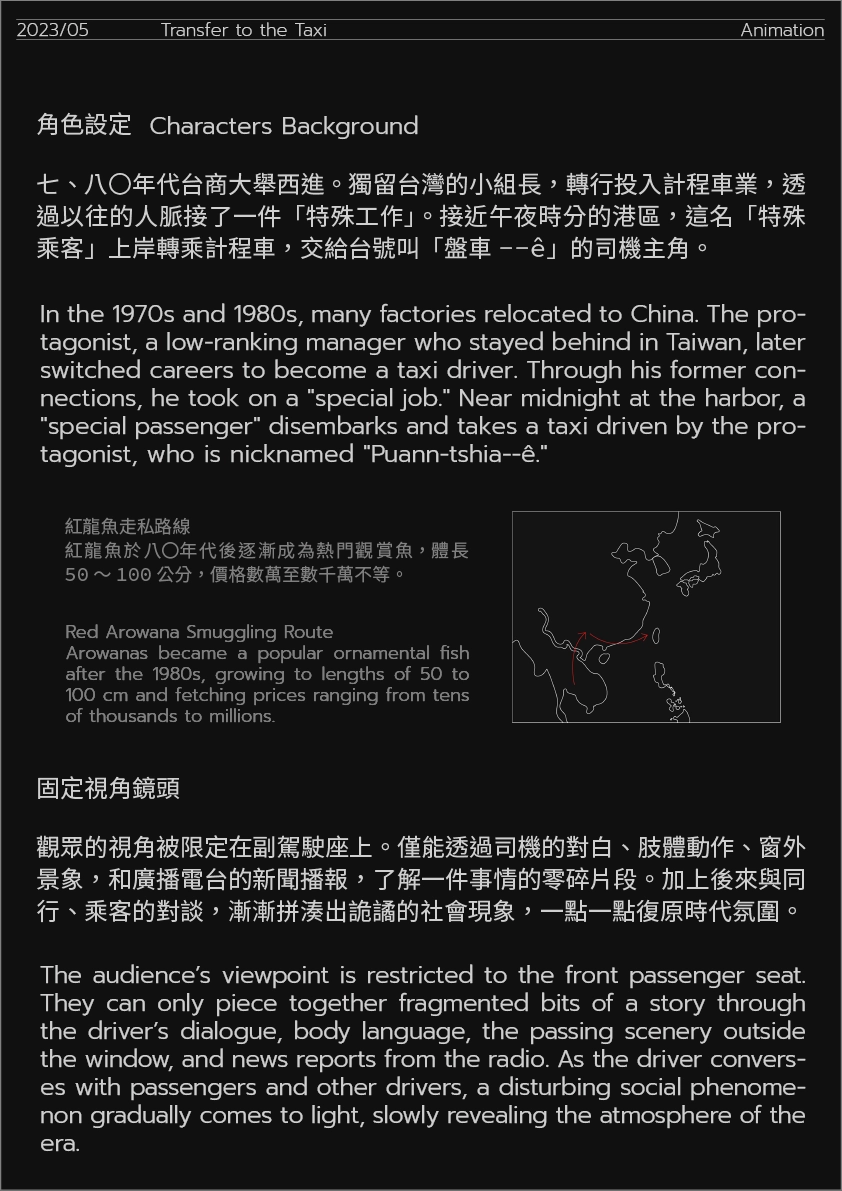 2023/05 Transfer to the Taxi Animation
角色設定 Characters Background
七、八〇年代台商大舉西進。獨留台灣的小組長，轉行投入計程車業，透
過以往的人脈接了一件「特殊工作」。接近午夜時分的港區，這名「特殊
乘客」上岸轉乘計程車，交給台號叫「盤車 −−ê」的司機主角。
In the 1970s and 1980s, many factories relocated to China. The pro-
tagonist, a low-ranking manager who stayed behind in Taiwan, later
switched careers to become a taxi driver. Through his former con-
nections, he took on a "special job." Near midnight at the harbor, a
"special passenger" disembarks and takes a taxi driven by the pro-
tagonist, who is nicknamed "Puann-tshia--ê."
紅龍魚走私路線
紅龍魚於八〇年代後逐漸成為熱門觀賞魚，體長
50 ～ 100 公分，價格數萬至數千萬不等。
Red Arowana Smuggling Route
Arowanas became a popular ornamental fish
after the 1980s, growing to lengths of 50 to
100 cm and fetching prices ranging from tens
of thousands to millions.
固定視角鏡頭
觀眾的視角被限定在副駕駛座上。僅能透過司機的對白、肢體動作、窗外
景象，和廣播電台的新聞播報，了解一件事情的零碎片段。加上後來與同
行、乘客的對談，漸漸拼湊出詭譎的社會現象，一點一點復原時代氛圍。
The audience’s viewpoint is restricted to the front passenger seat.
They can only piece together fragmented bits of a story through
the driver’s dialogue, body language, the passing scenery outside
the window, and news reports from the radio. As the driver convers-
es with passengers and other drivers, a disturbing social phenome-
non gradually comes to light, slowly revealing the atmosphere of the
era.